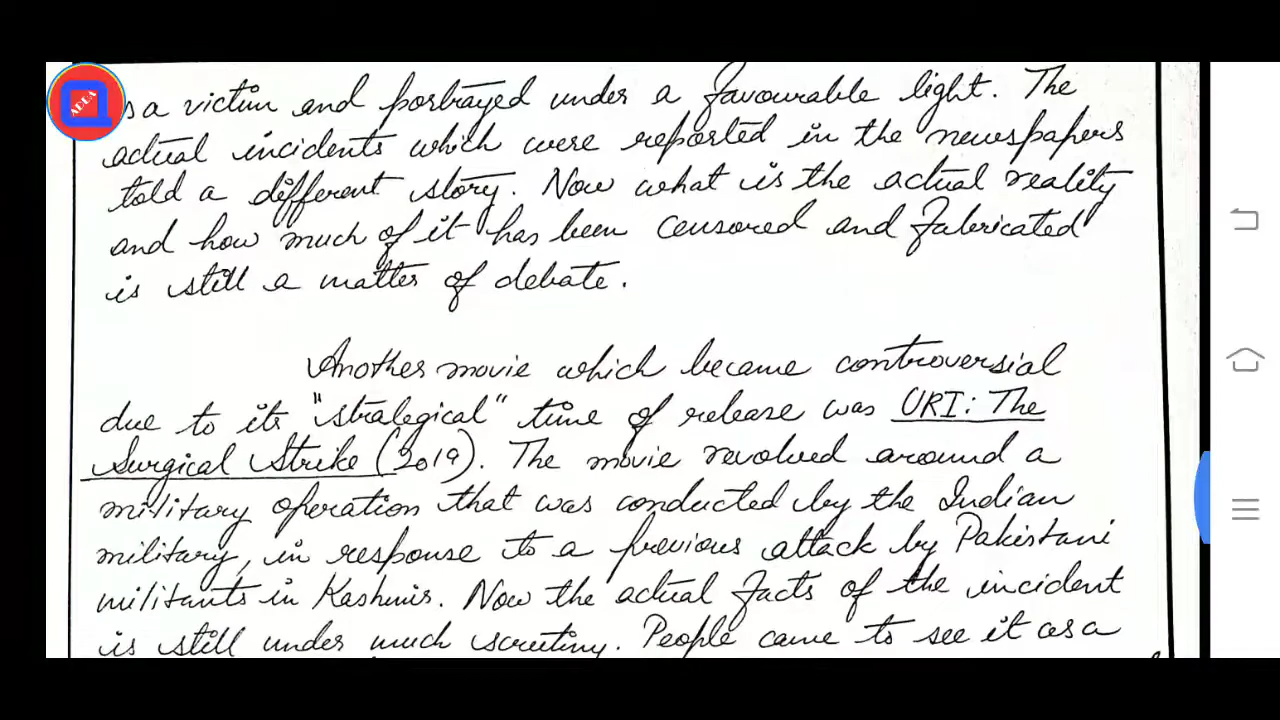 ADDA
as a victim and portrayed under a favourable light. The
actual incidents which were reported in the newspapers
told a different story. Now what is the actual reality
and how much of it has been censored and fabricated
is still a matter of debate.
Another movie which became controversial
due to its "strategical" time of release was URI: The
Surgical Strike (2019). The movie revolved around a
military operation that was conducted by the Indian
military, in response to a previous attack by Pakistani
militants in Kashmir. Now the actual facts of the incident
is still under much scrutiny. People came to see it as a